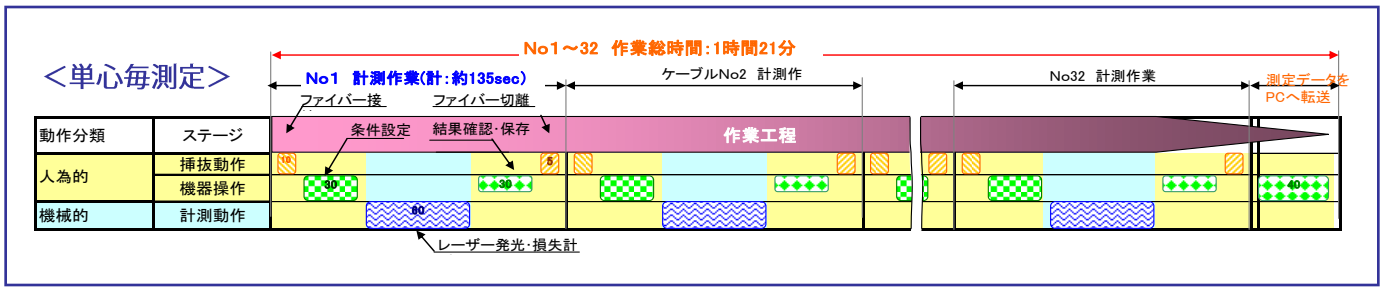 No1～32 作業総時間：1時間21分
＜単心毎測定＞
No1 計測作業(計：約135sec)
ケーブルNo2 計測作
No32 計測作業
測定データを
PCへ転送
ファイバー接
ファイバー切離
動作分類
ステージ
条件設定
結果確認・保存
作業工程
人為的
挿抜動作
10
5
機器操作
30
30
40
機械的
計測動作
60
レーザー発光・損失計